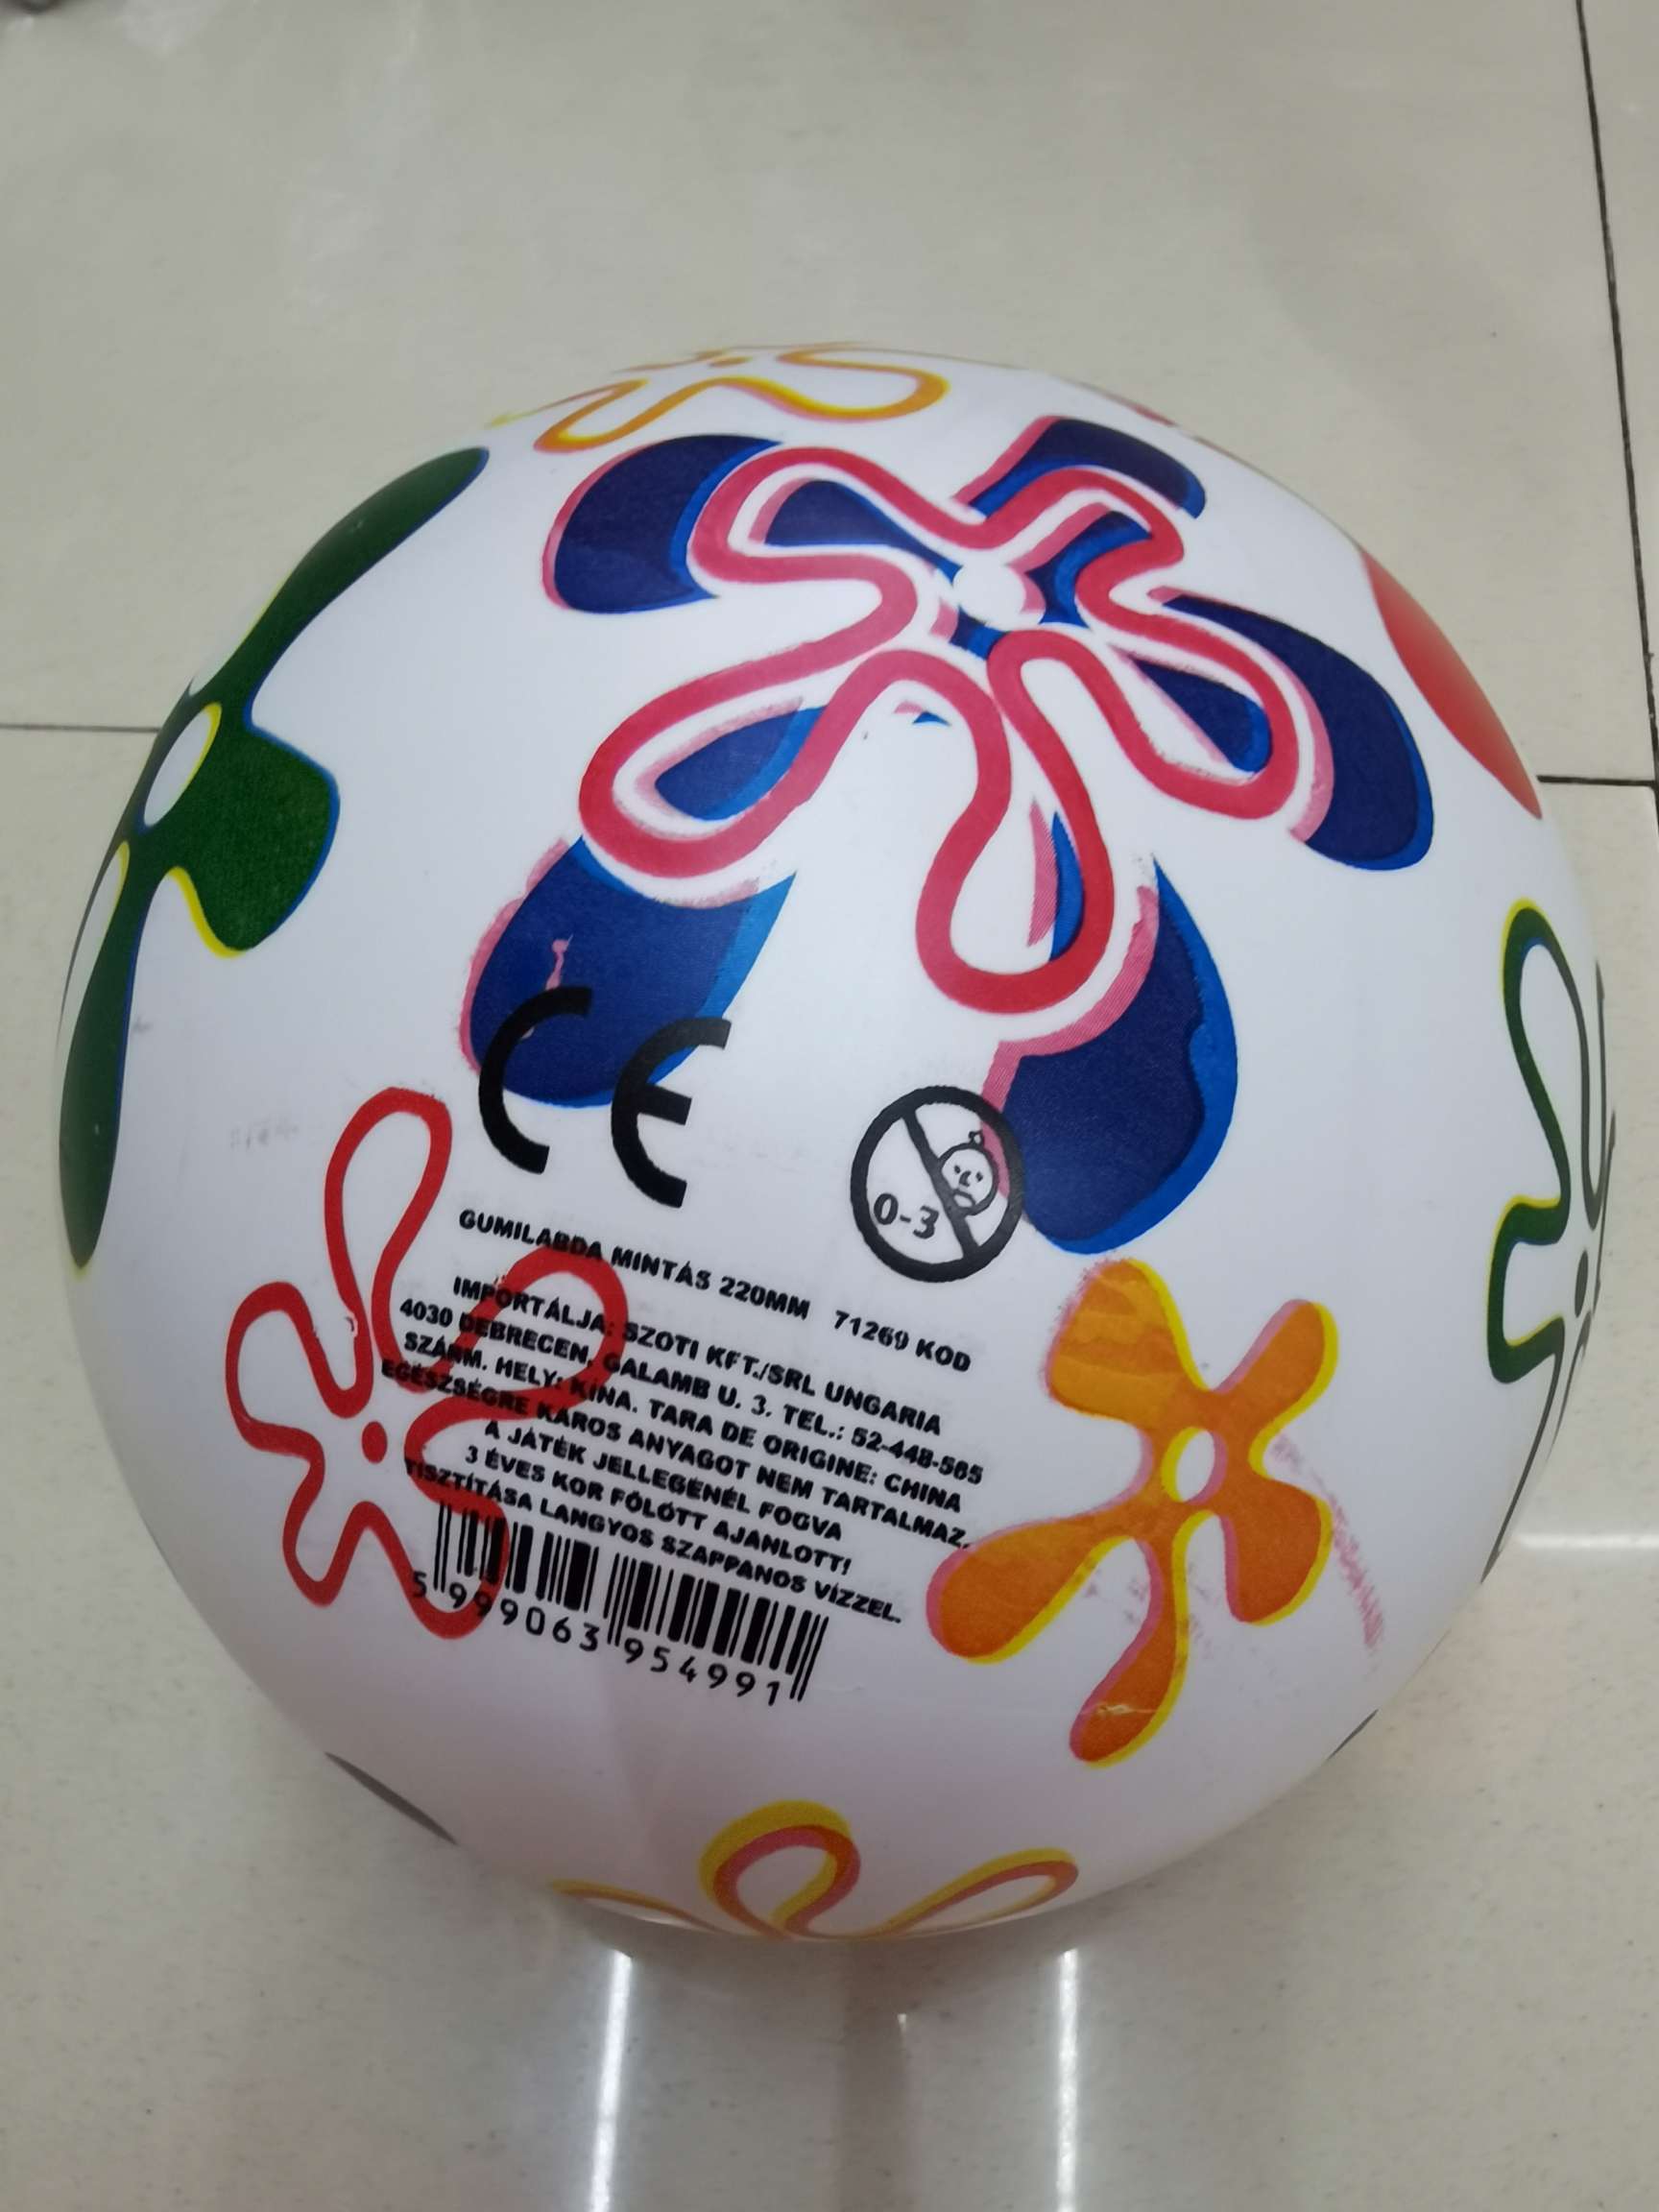 CE
0-3
GUMILABDA MINTÁS 220MM 71269 KOD
IMPORTÁLJA: SZOTI KFT./SRL UNGARIA
4030 DEBRECEN, GALAMB U. 3. TEL.: 52-448-565
SZÁRM. HELY: KÍNA. TARA DE ORIGINE: CHINA
EGÉSZSÉGRE KÁROS ANYAGOT NEM TARTALMAZ,
A JÁTÉK JELLEGÉNÉL FOGVA
3 ÉVES KOR FÖLÖTT AJÁNLOTT!
TISZTÍTÁSA LANGYOS SZAPPANOS VÍZZEL.
5 999063 954991